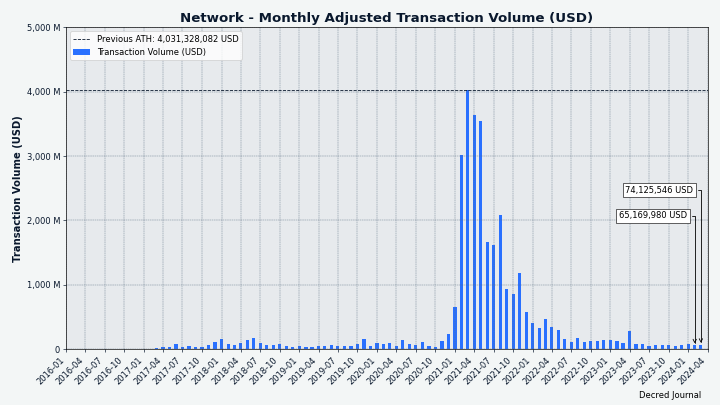 Network - Monthly Adjusted Transaction Volume (USD)
Previous ATH: 4,031,328,082 USD
Transaction Volume (USD)
Transaction Volume (USD)
5,000 M
4,000 M
3,000 M
2,000 M
1,000 M
0
74,125,546 USD
65,169,980 USD
2016-01
2016-04
2016-07
2016-10
2017-01
2017-04
2017-07
2017-10
2018-01
2018-04
2018-07
2018-10
2019-01
2019-04
2019-07
2019-10
2020-01
2020-04
2020-07
2020-10
2021-01
2021-04
2021-07
2021-10
2022-01
2022-04
2022-07
2022-10
2023-01
2023-04
2023-07
2023-10
2024-01
2024-04
Decred Journal